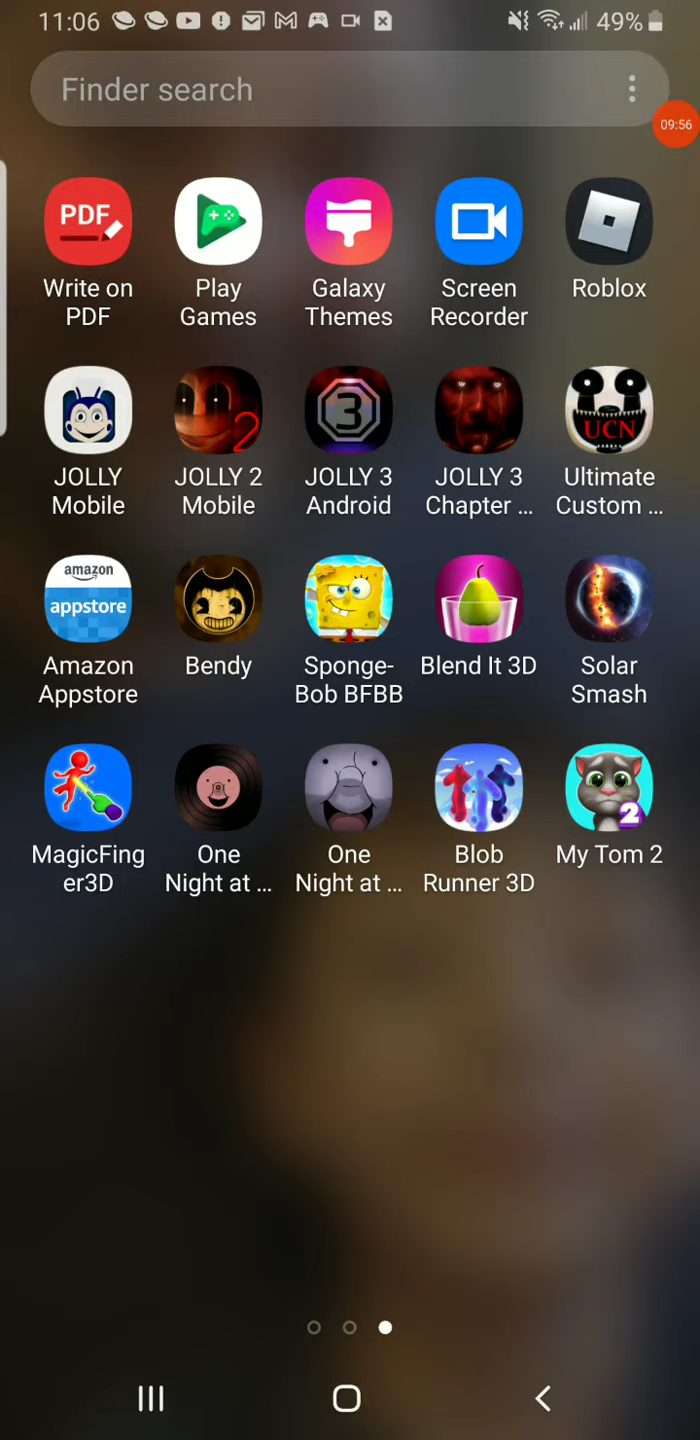 11:06
49%
Finder search
09:56
PDF
Write on
PDF
Play
Games
Galaxy
Themes
Screen
Recorder
Roblox
JOLLY
Mobile
2
JOLLY 2
Mobile
3
JOLLY 3
Android
JOLLY 3
Chapter ...
UCN
Ultimate
Custom ...
amazon
appstore
Amazon
Appstore
Bendy
Sponge-
Bob BFBB
Blend It 3D
Solar
Smash
MagicFing
er3D
One
Night at ...
One
Night at ...
Blob
Runner 3D
2
My Tom 2